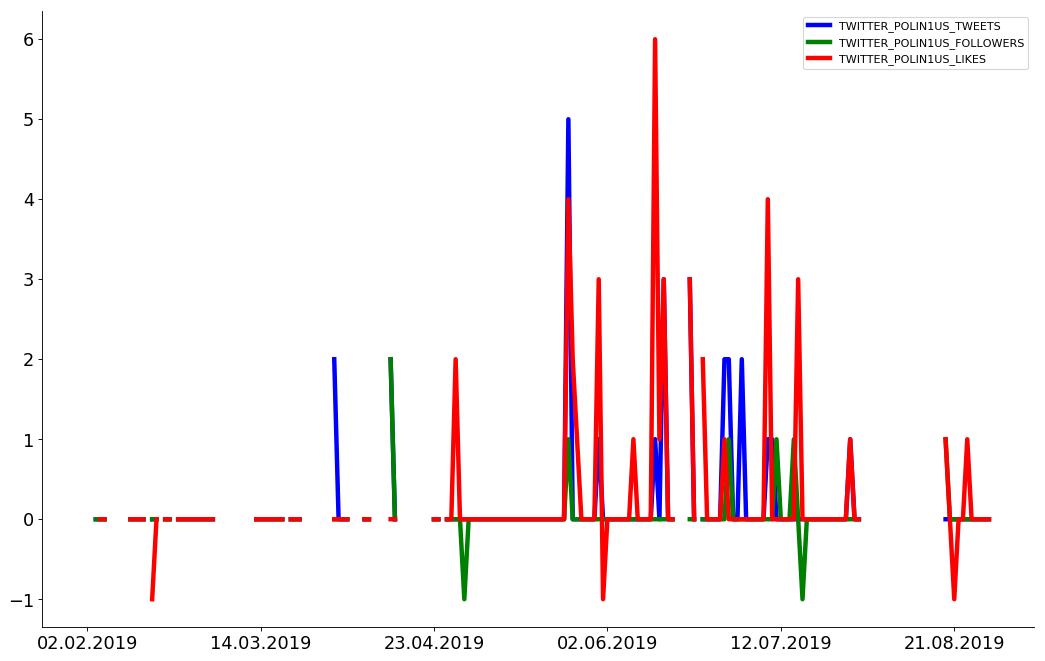 TWITTER_POLIN1US_TWEETS
TWITTER_POLIN1US_FOLLOWERS
TWITTER_POLIN1US_LIKES
6
5
4
3
2
1
0
−1
02.02.2019 14.03.2019 23.04.2019 02.06.2019 12.07.2019 21.08.2019